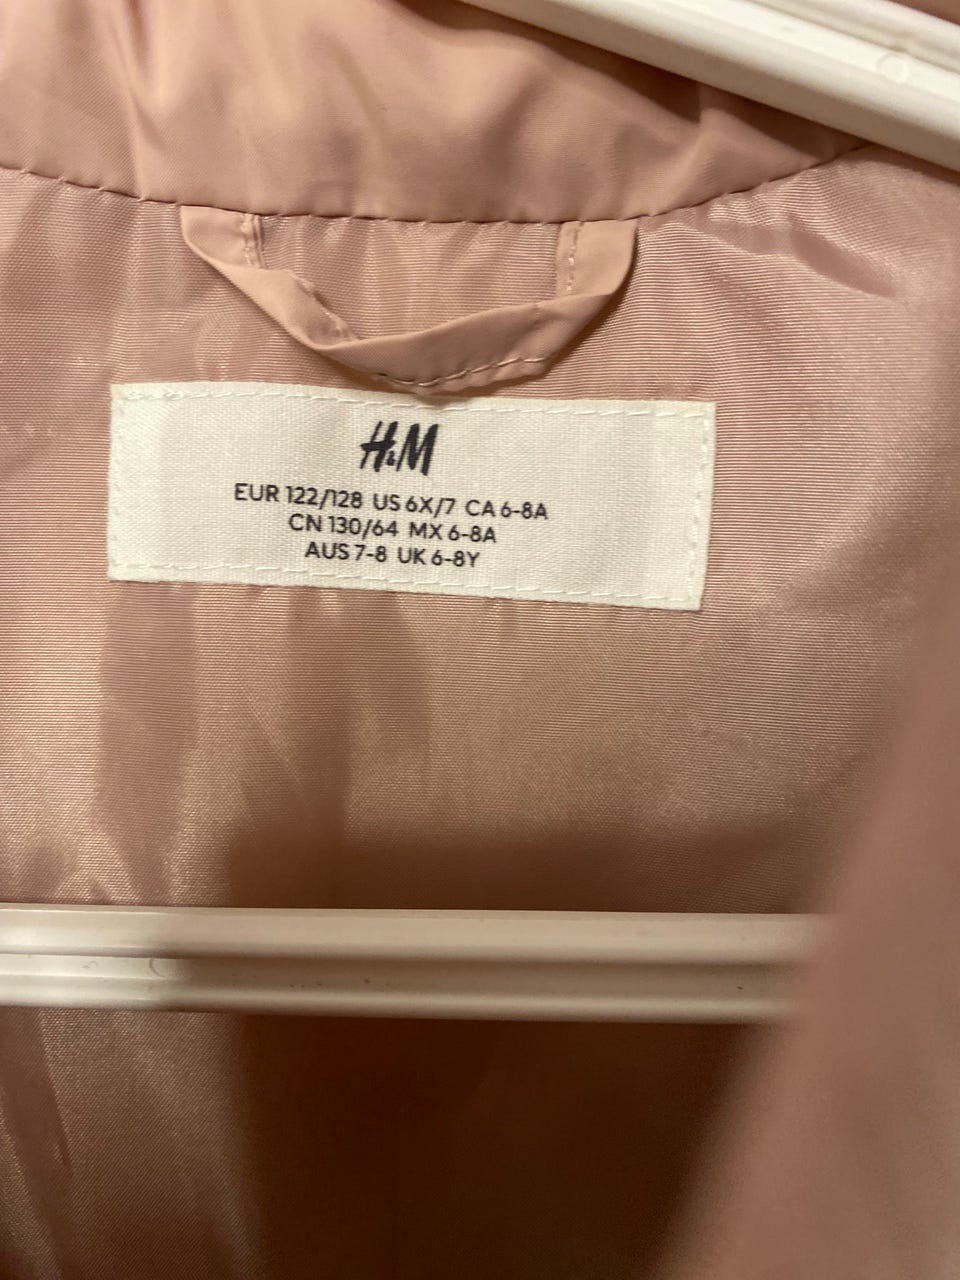 H&M
EUR 122/128 US 6X/7 CA 6-8A
CN 130/64 MX 6-8A
AUS 7-8 UK 6-8Y